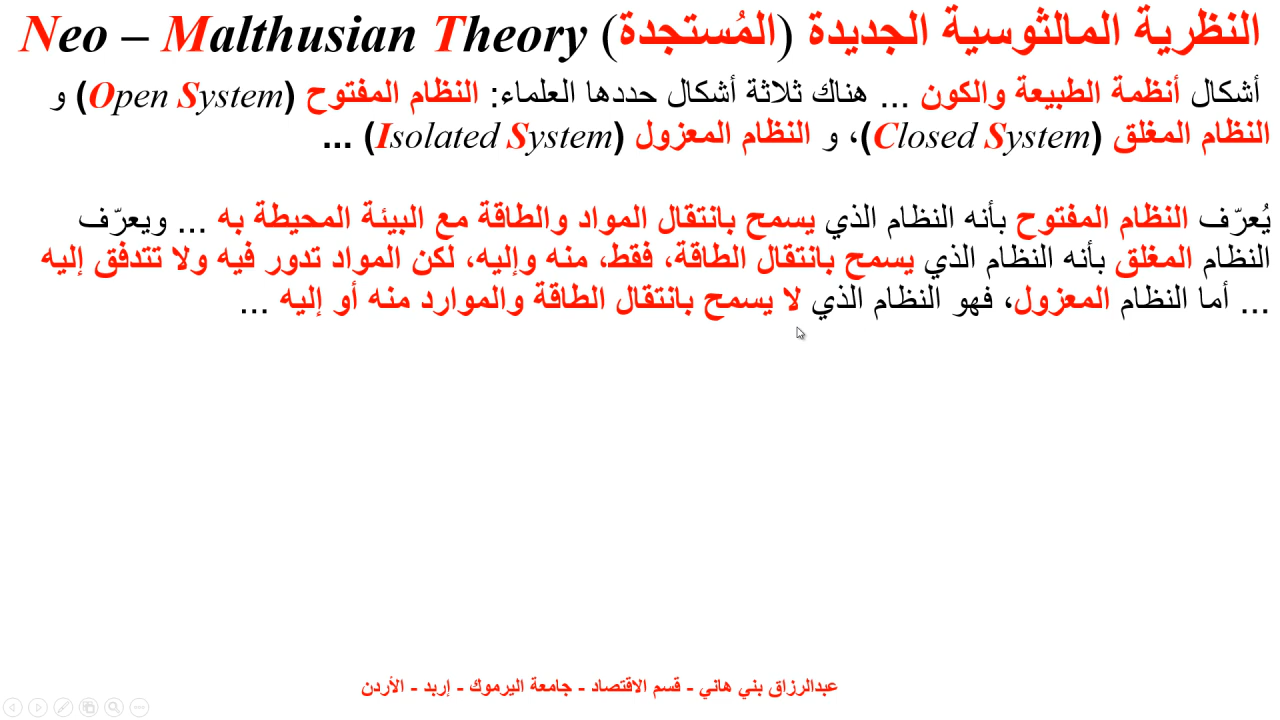 النظرية المالثوسية الجديدة (المُستجدة) Neo – Malthusian Theory
أشكال أنظمة الطبيعة والكون ... هناك ثلاثة أشكال حددها العلماء: النظام المفتوح (Open System) و
النظام المغلق (Closed System)، و النظام المعزول (Isolated System) ...
يُعرّف النظام المفتوح بأنه النظام الذي يسمح بانتقال المواد والطاقة مع البيئة المحيطة به ... ويعرّف
النظام المغلق بأنه النظام الذي يسمح بانتقال الطاقة، فقط، منه وإليه، لكن المواد تدور فيه ولا تتدفق إليه
... أما النظام المعزول، فهو النظام الذي لا يسمح بانتقال الطاقة والموارد منه أو إليه ...
عبدالرزاق بني هاني - قسم الاقتصاد - جامعة اليرموك - إربد - الأردن